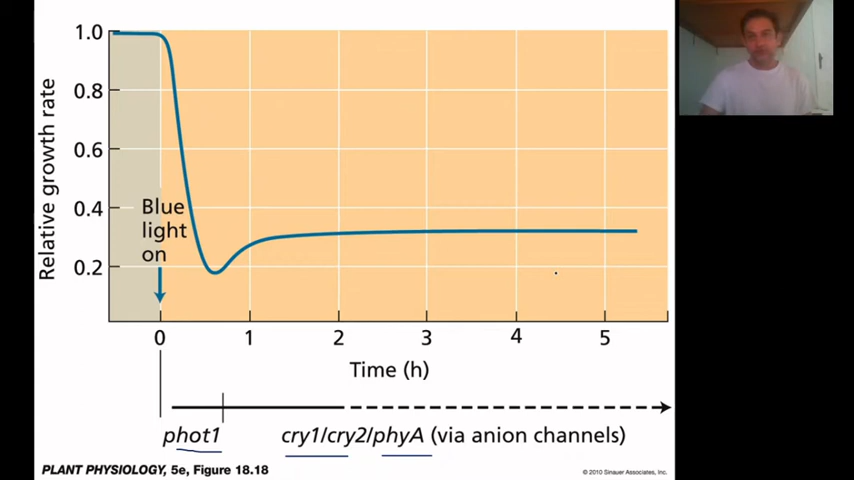 1.0
0.8
0.6
0.4
0.2
Relative growth rate
Blue
light
on
0 1 2 3 4 5
Time (h)
phot1 cry1/cry2/phyA (via anion channels)
PLANT PHYSIOLOGY, 5e, Figure 18.18
© 2010 Sinauer Associates, Inc.